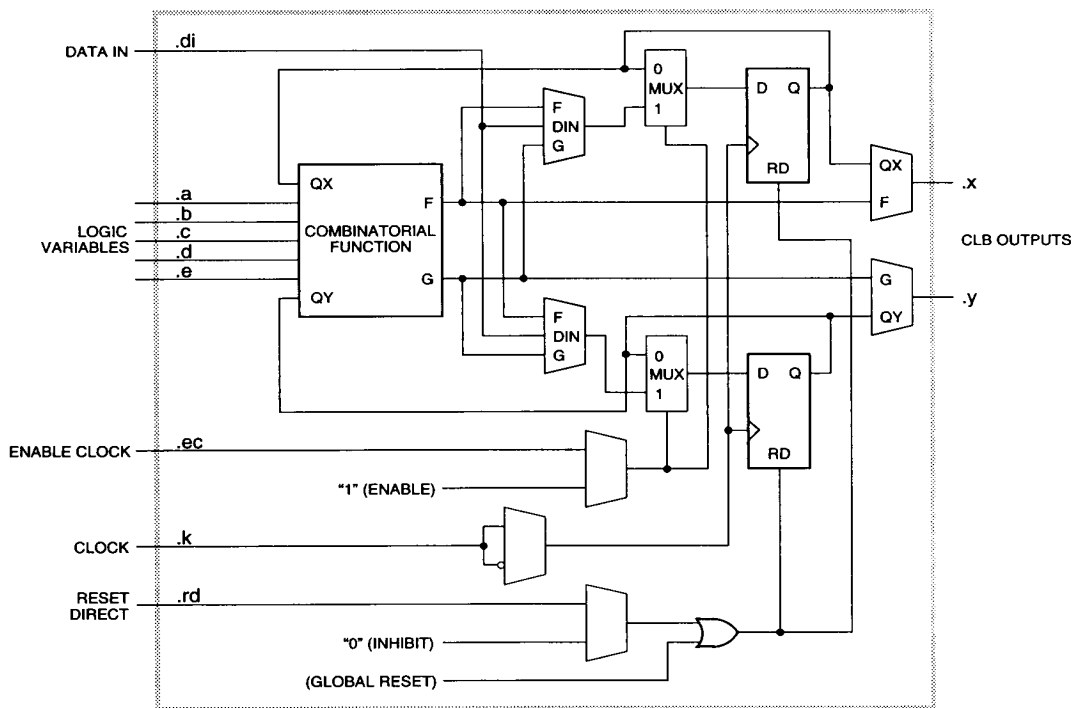 DATA IN
.di
0
MUX
1
D
Q
RD
F
DIN
G
QX
F
.x
QX
COMBINATORIAL
FUNCTION
F
G
QY
.a
.b
.c
.d
.e
LOGIC
VARIABLES
CLB OUTPUTS
G
QY
.y
F
DIN
G
0
MUX
1
D
Q
RD
ENABLE CLOCK
.ec
“1” (ENABLE)
CLOCK
.k
RESET
DIRECT
.rd
“0” (INHIBIT)
(GLOBAL RESET)